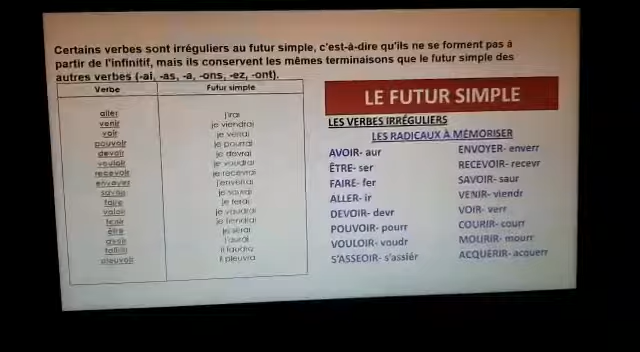 Certains verbes sont irréguliers au futur simple, c'est-à-dire qu'ils ne se forment pas à
partir de l'infinitif, mais ils conservent les mêmes terminaisons que le futur simple des
autres verbes (-ai, -as, -a, -ons, -ez, -ont).
Verbe Futur simple
aller j'irai
venir je viendrai
voir je verrai
pouvoir je pourrai
devoir je devrai
vouloir je voudrai
recevoir je recevrai
envoyer j'enverrai
savoir je saurai
faire je ferai
valoir je vaudrai
tenir je tiendrai
être je serai
avoir j'aurai
falloir il faudra
pleuvoir il pleuvra
LE FUTUR SIMPLE
LES VERBES IRRÉGULIERS
LES RADICAUX À MÉMORISER
AVOIR- aur
ÊTRE- ser
FAIRE- fer
ALLER- ir
DEVOIR- devr
POUVOIR- pourr
VOULOIR- voudr
S'ASSEOIR- s'assiér
ENVOYER- enverr
RECEVOIR- recevr
SAVOIR- saur
VENIR- viendr
VOIR- verr
COURIR- courr
MOURIR- mourr
ACQUÉRIR- acquerr